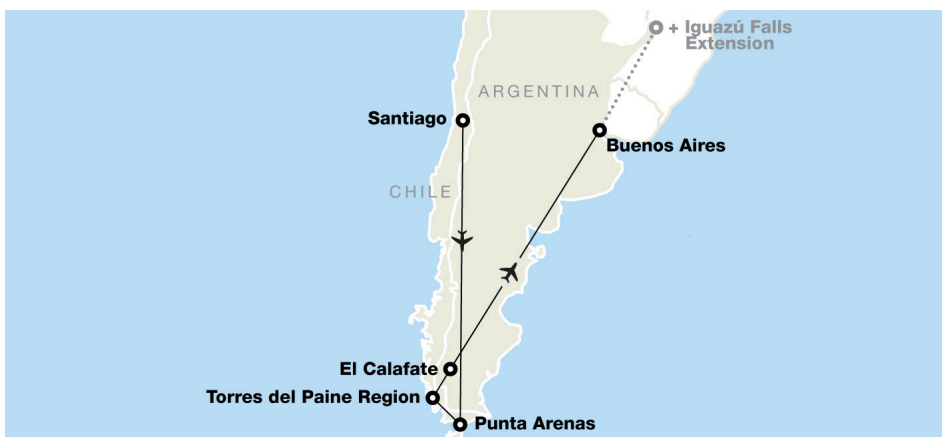 + Iguazú Falls
Extension
ARGENTINA
Santiago
Buenos Aires
CHILE
El Calafate
Torres del Paine Region
Punta Arenas